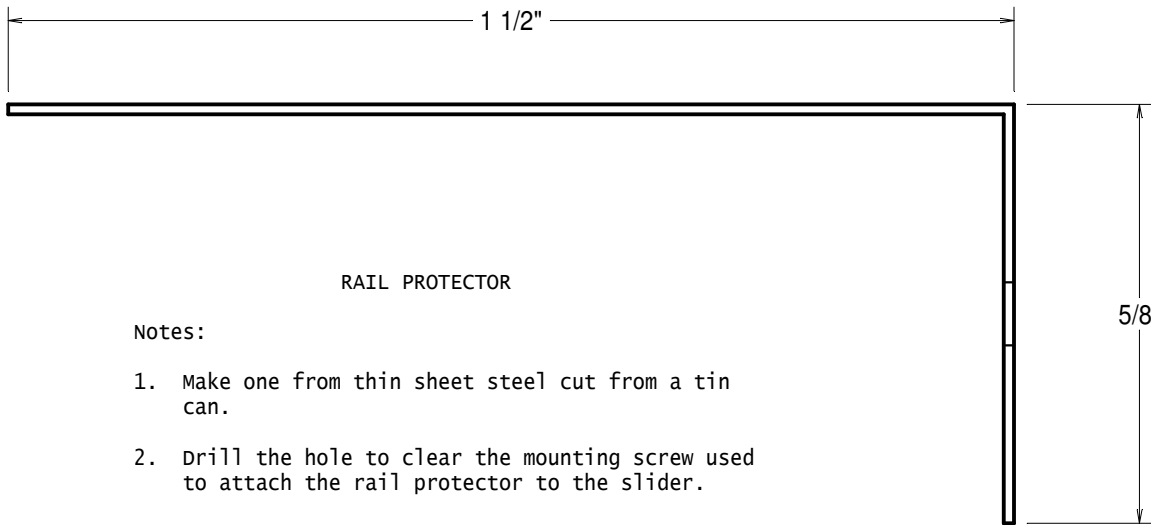 1 1/2"
5/8
RAIL PROTECTOR
Notes:
1. Make one from thin sheet steel cut from a tin
can.
2. Drill the hole to clear the mounting screw used
to attach the rail protector to the slider.